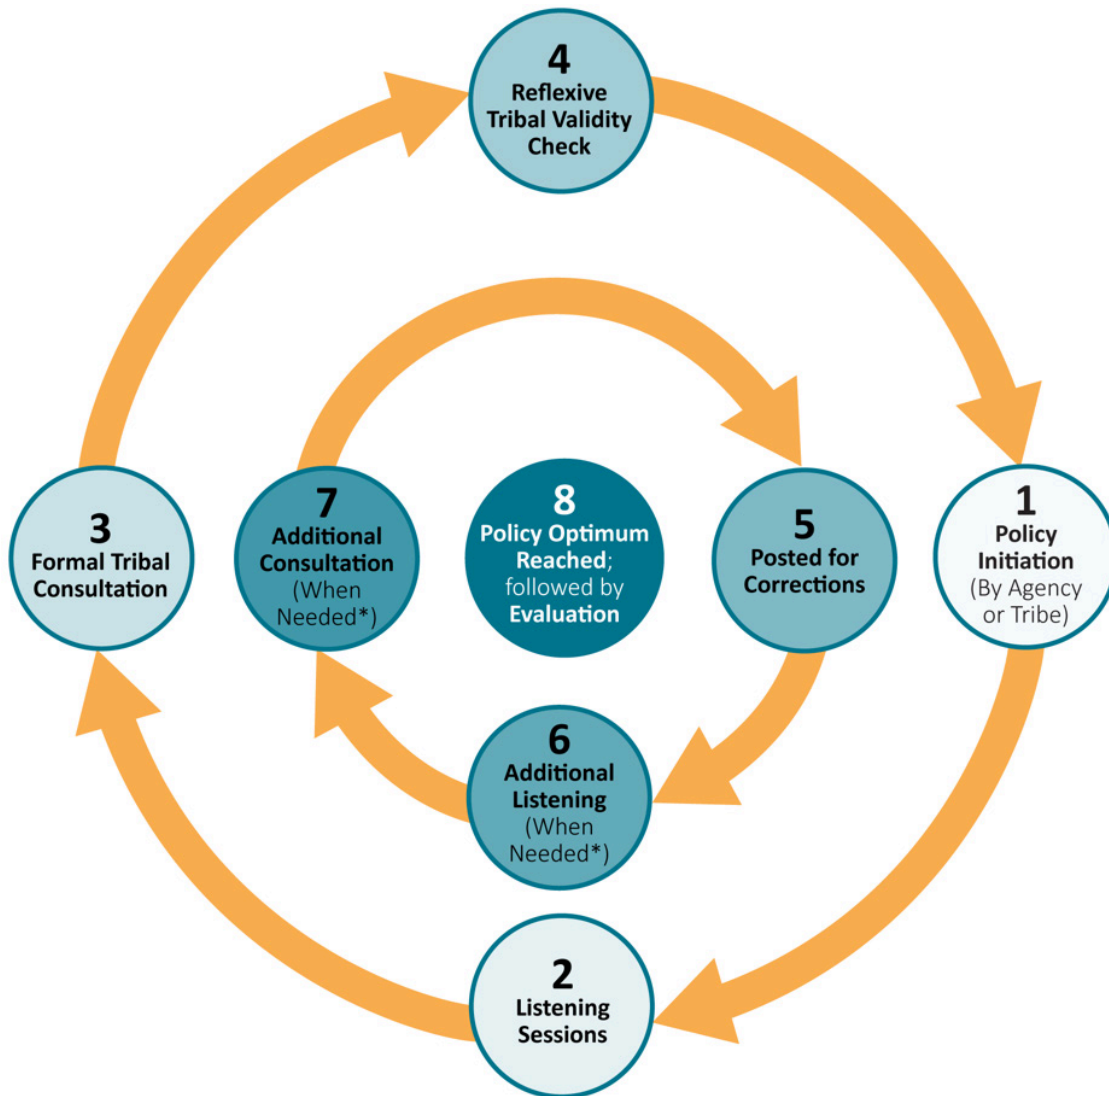 4
Reflexive
Tribal Validity
Check
3
Formal Tribal
Consultation
7
Additional
Consultation
(When
Needed*)
8
Policy Optimum
Reached;
followed by
Evaluation
5
Posted for
Corrections
1
Policy
Initiation
(By Agency
or Tribe)
6
Additional
Listening
(When
Needed*)
2
Listening
Sessions